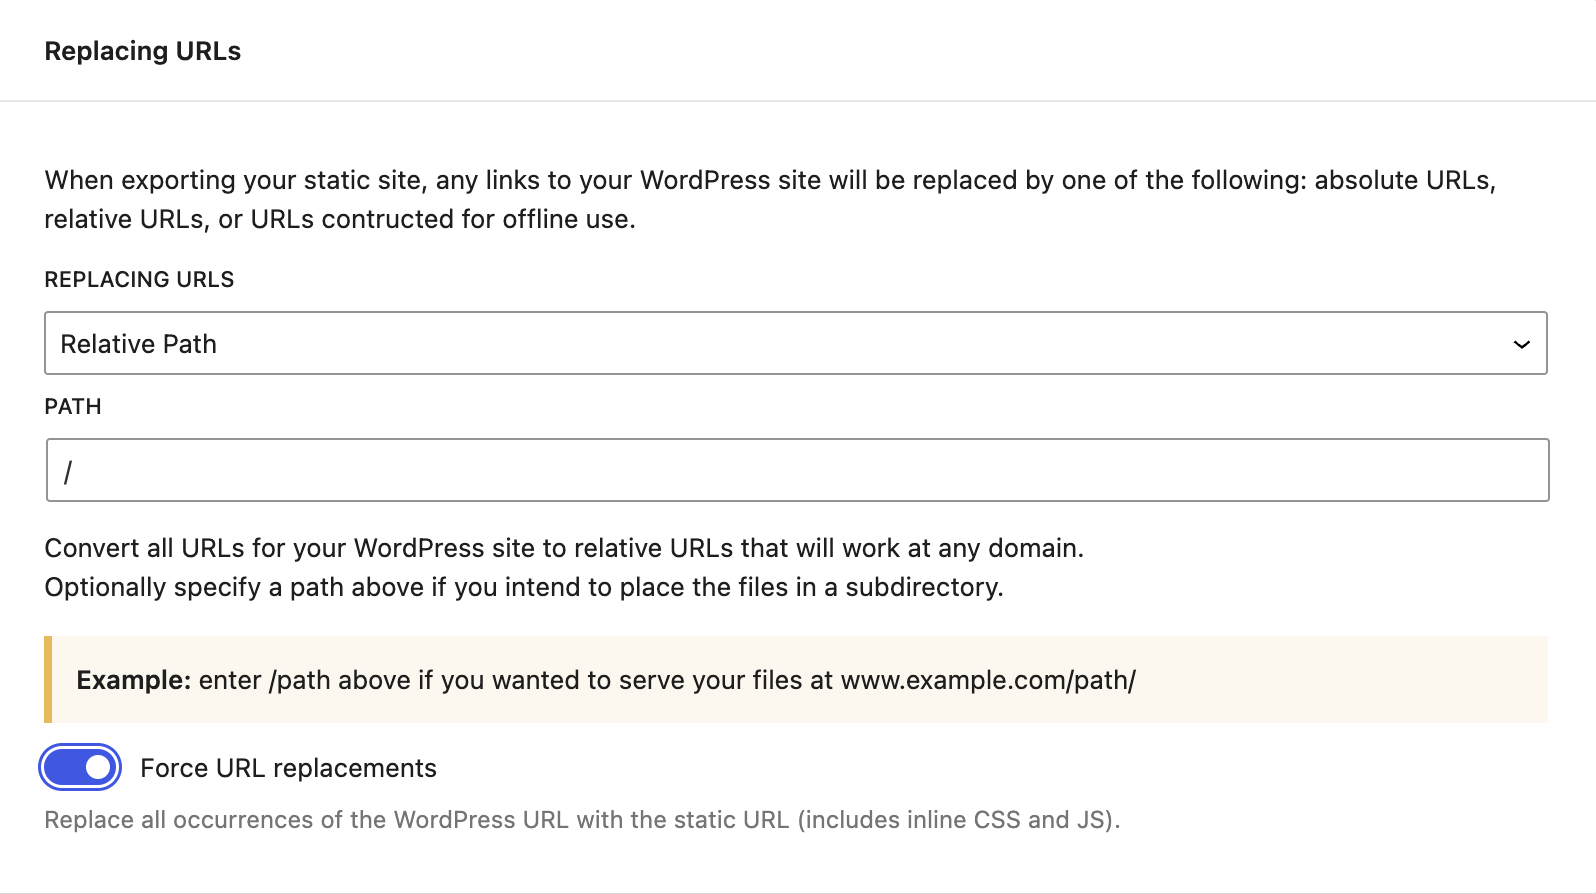 Replacing URLs
When exporting your static site, any links to your WordPress site will be replaced by one of the following: absolute URLs,
relative URLs, or URLs contructed for offline use.
REPLACING URLS
Relative Path
PATH
/
Convert all URLs for your WordPress site to relative URLs that will work at any domain.
Optionally specify a path above if you intend to place the files in a subdirectory.
Example: enter /path above if you wanted to serve your files at www.example.com/path/
Force URL replacements
Replace all occurrences of the WordPress URL with the static URL (includes inline CSS and JS).